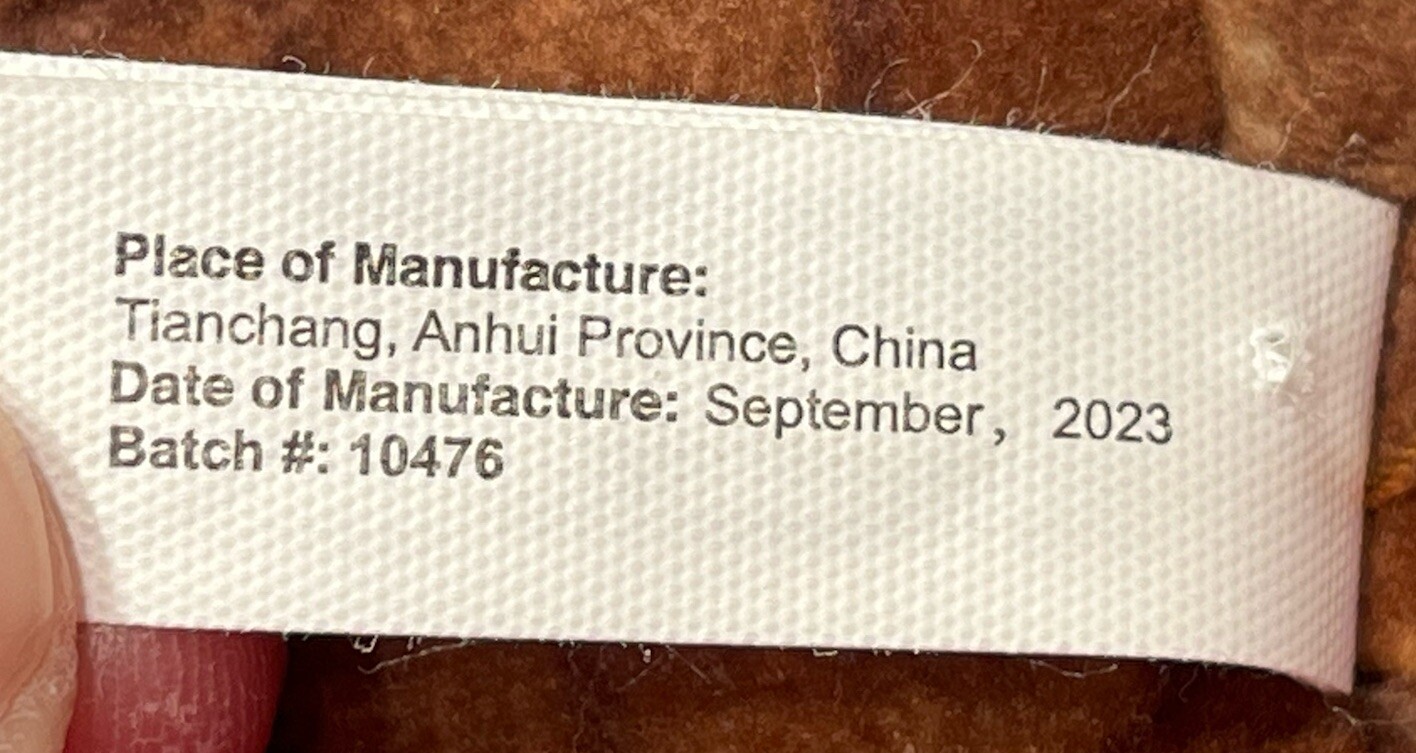 Place of Manufacture:
Tianchang, Anhui Province, China
Date of Manufacture: September, 2023
Batch #: 10476